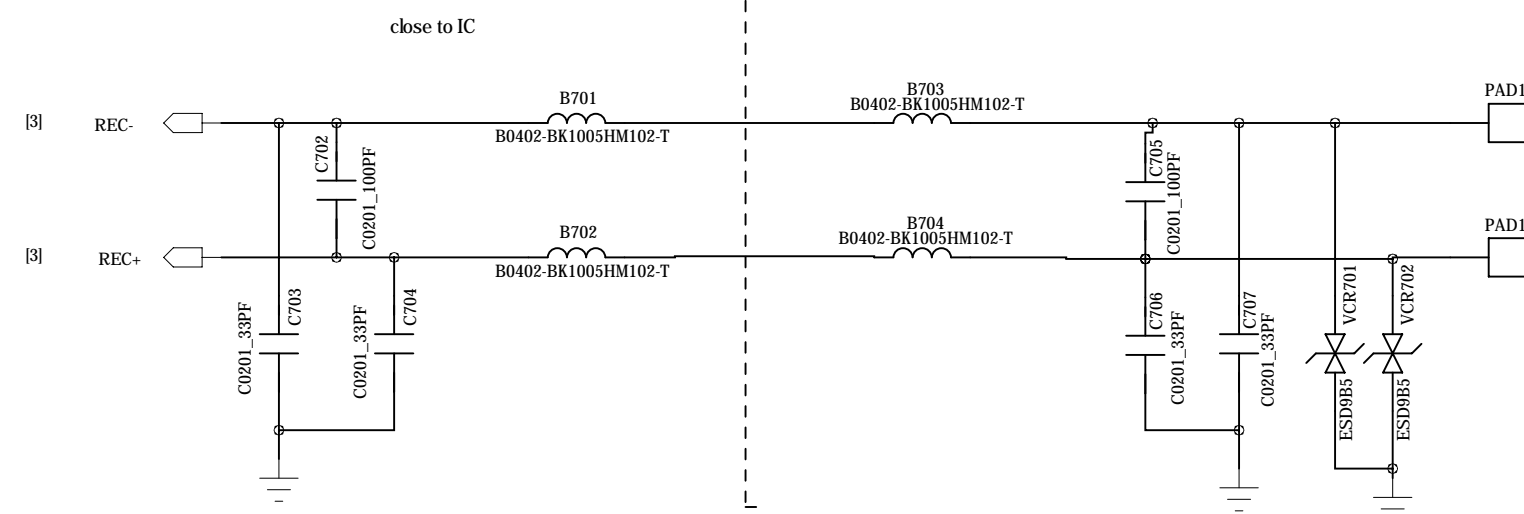 close to IC
B701
B703
B0402-BK1005HM102-T
PAD1
[3]
REC-
B0402-BK1005HM102-T
C702
C0201_100PF
C705
C0201_100PF
B702
B704
B0402-BK1005HM102-T
PAD1
[3]
REC+
B0402-BK1005HM102-T
C0201_33PF
C703
C0201_33PF
C704
C706
C0201_33PF
C707
C0201_33PF
VCR701
ESD9B5
VCR702
ESD9B5